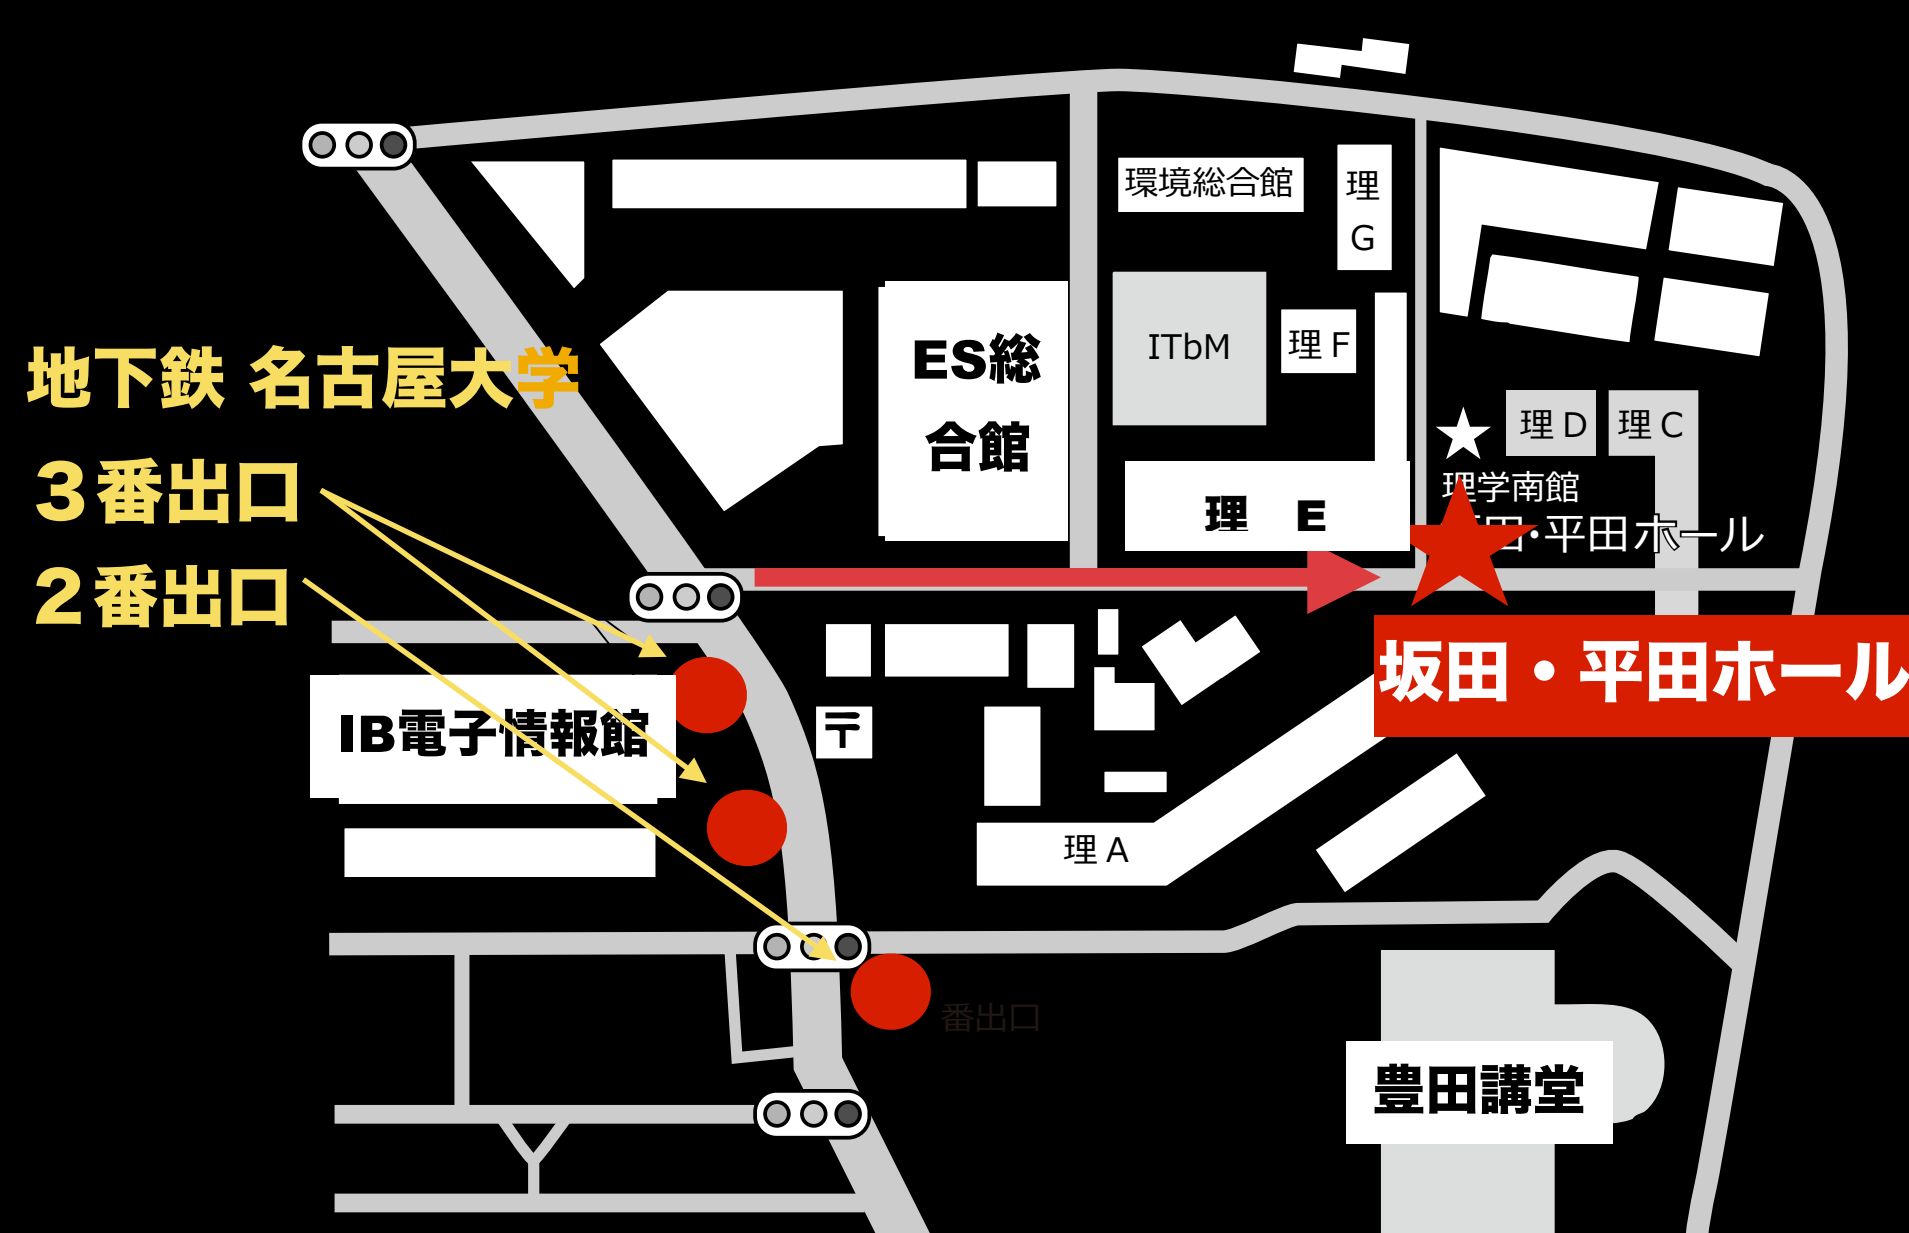 環境総合館
理
G
地下鉄 名古屋大学
ES総
合館
ITbM
理 F
３番出口
理 D
理 C
理　E
理学南館
坂田・平田ホール
２番出口
坂田・平田ホール
IB電子情報館
〒
理 A
番出口
豊田講堂